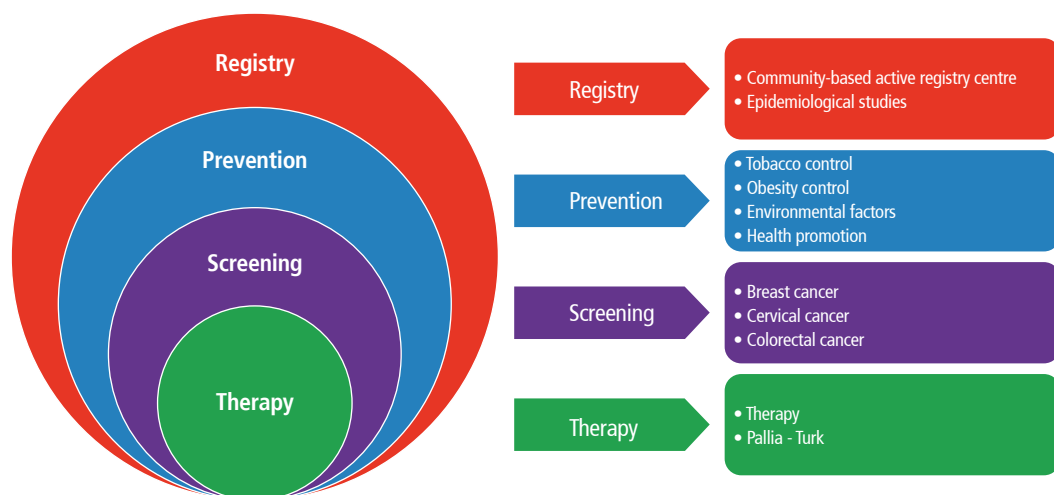 Registry
Prevention
Screening
Therapy
Registry
• Community-based active registry centre
• Epidemiological studies
Prevention
• Tobacco control
• Obesity control
• Environmental factors
• Health promotion
Screening
• Breast cancer
• Cervical cancer
• Colorectal cancer
Therapy
• Therapy
• Pallia - Turk